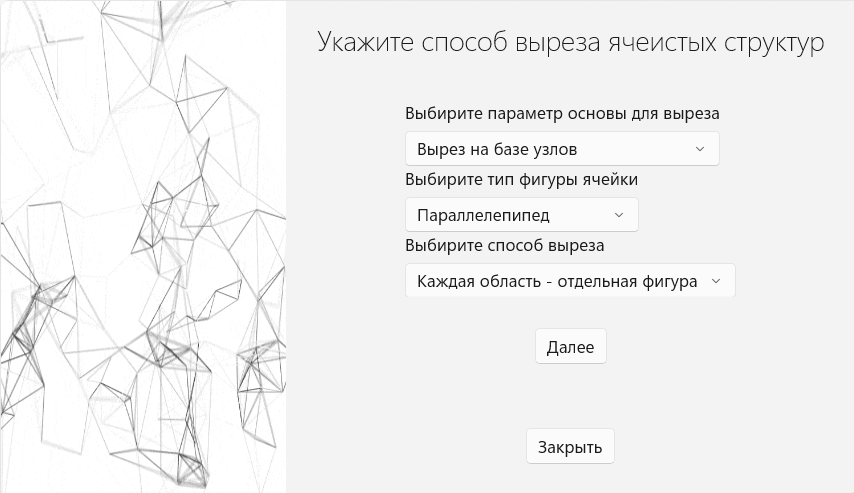 Укажите способ выреза ячеистых структур
Выбирите параметр основы для выреза
Вырез на базе узлов
Выбирите тип фигуры ячейки
Параллелепипед
Выбирите способ выреза
Каждая область - отдельная фигура
Далее
Закрыть